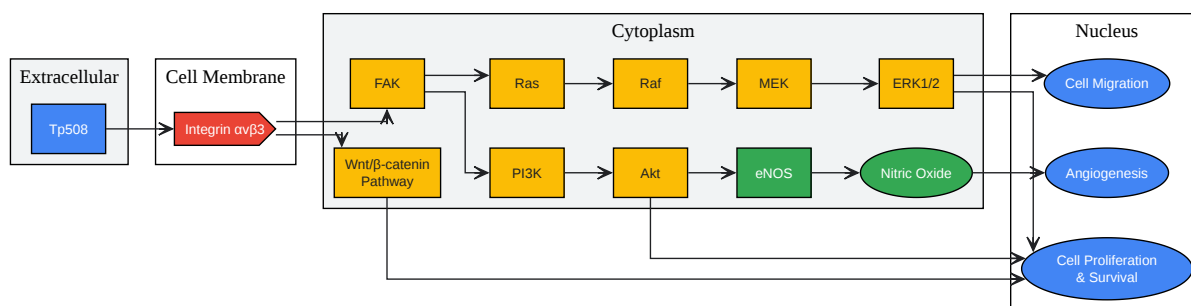 Extracellular
Tp508
Cell Membrane
Integrin αvβ3
Cytoplasm
FAK
Ras
Raf
MEK
ERK1/2
Wnt/β-catenin
Pathway
PI3K
Akt
eNOS
Nitric Oxide
Nucleus
Cell Migration
Angiogenesis
Cell Proliferation
& Survival